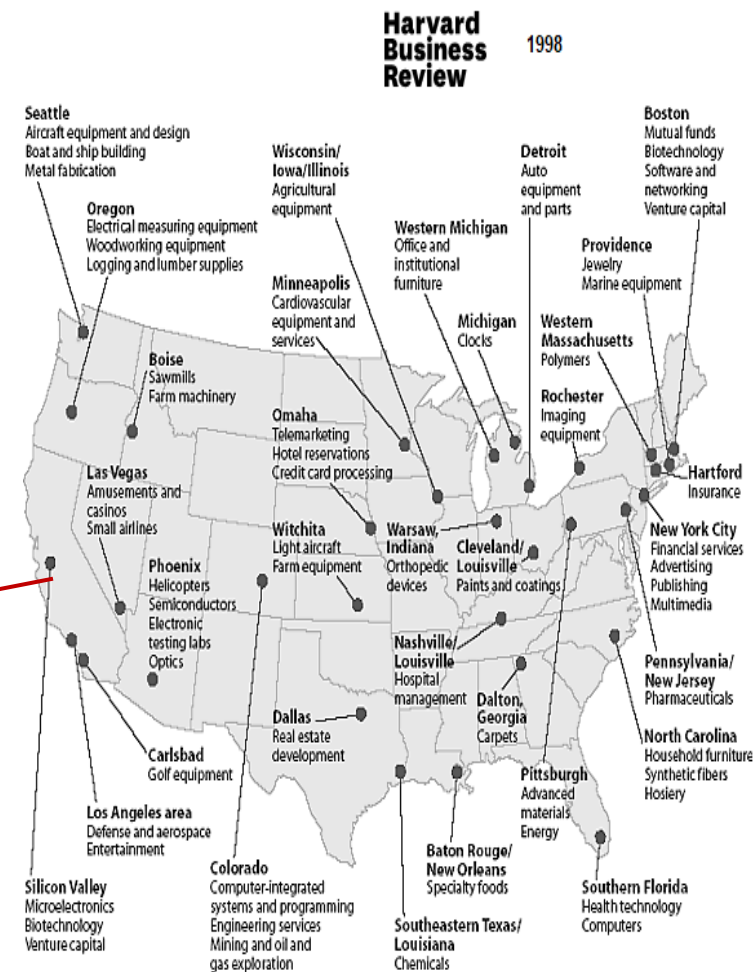 Harvard
Business
Review
1998
Seattle
Aircraft equipment and design
Boat and ship building
Metal fabrication
Oregon
Electrical measuring equipment
Woodworking equipment
Logging and lumber supplies
Wisconsin/
Iowa/Illinois
Agricultural
equipment
Detroit
Auto
equipment
and parts
Boston
Mutual funds
Biotechnology
Software and
networking
Venture capital
Western Michigan
Office and
institutional
furniture
Providence
Jewelry
Marine equipment
Minneapolis
Cardiovascular
equipment and
services
Michigan
Clocks
Western
Massachusetts
Polymers
Boise
Sawmills
Farm machinery
Rochester
Imaging
equipment
Omaha
Telemarketing
Hotel reservations
Credit card processing
Las Vegas
Amusements and
casinos
Small airlines
Hartford
Insurance
Witchita
Light aircraft
Farm equipment
Warsaw,
Indiana
Orthopedic
devices
Cleveland/
Louisville
Paints and coatings
New York City
Financial services
Advertising
Publishing
Multimedia
Phoenix
Helicopters
Semiconductors
Electronic
testing labs
Optics
Nashville/
Louisville
Hospital
management
Pennsylvania/
New Jersey
Pharmaceuticals
Dalton,
Georgia
Carpets
Dallas
Real estate
development
North Carolina
Household furniture
Synthetic fibers
Hosiery
Carlsbad
Golf equipment
Pittsburgh
Advanced
materials
Energy
Los Angeles area
Defense and aerospace
Entertainment
Baton Rouge/
New Orleans
Specialty foods
Colorado
Computer-integrated
systems and programming
Engineering services
Mining and oil and
gas exploration
Silicon Valley
Microelectronics
Biotechnology
Venture capital
Southern Florida
Health technology
Computers
Southeastern Texas/
Louisiana
Chemicals